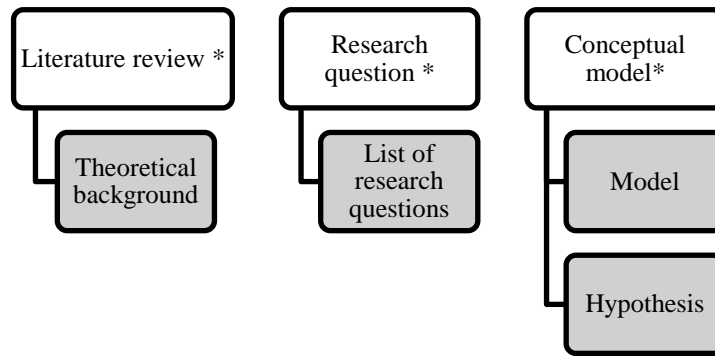 Literature review *
Theoretical
background
Research
question *
List of
research
questions
Conceptual
model*
Model
Hypothesis